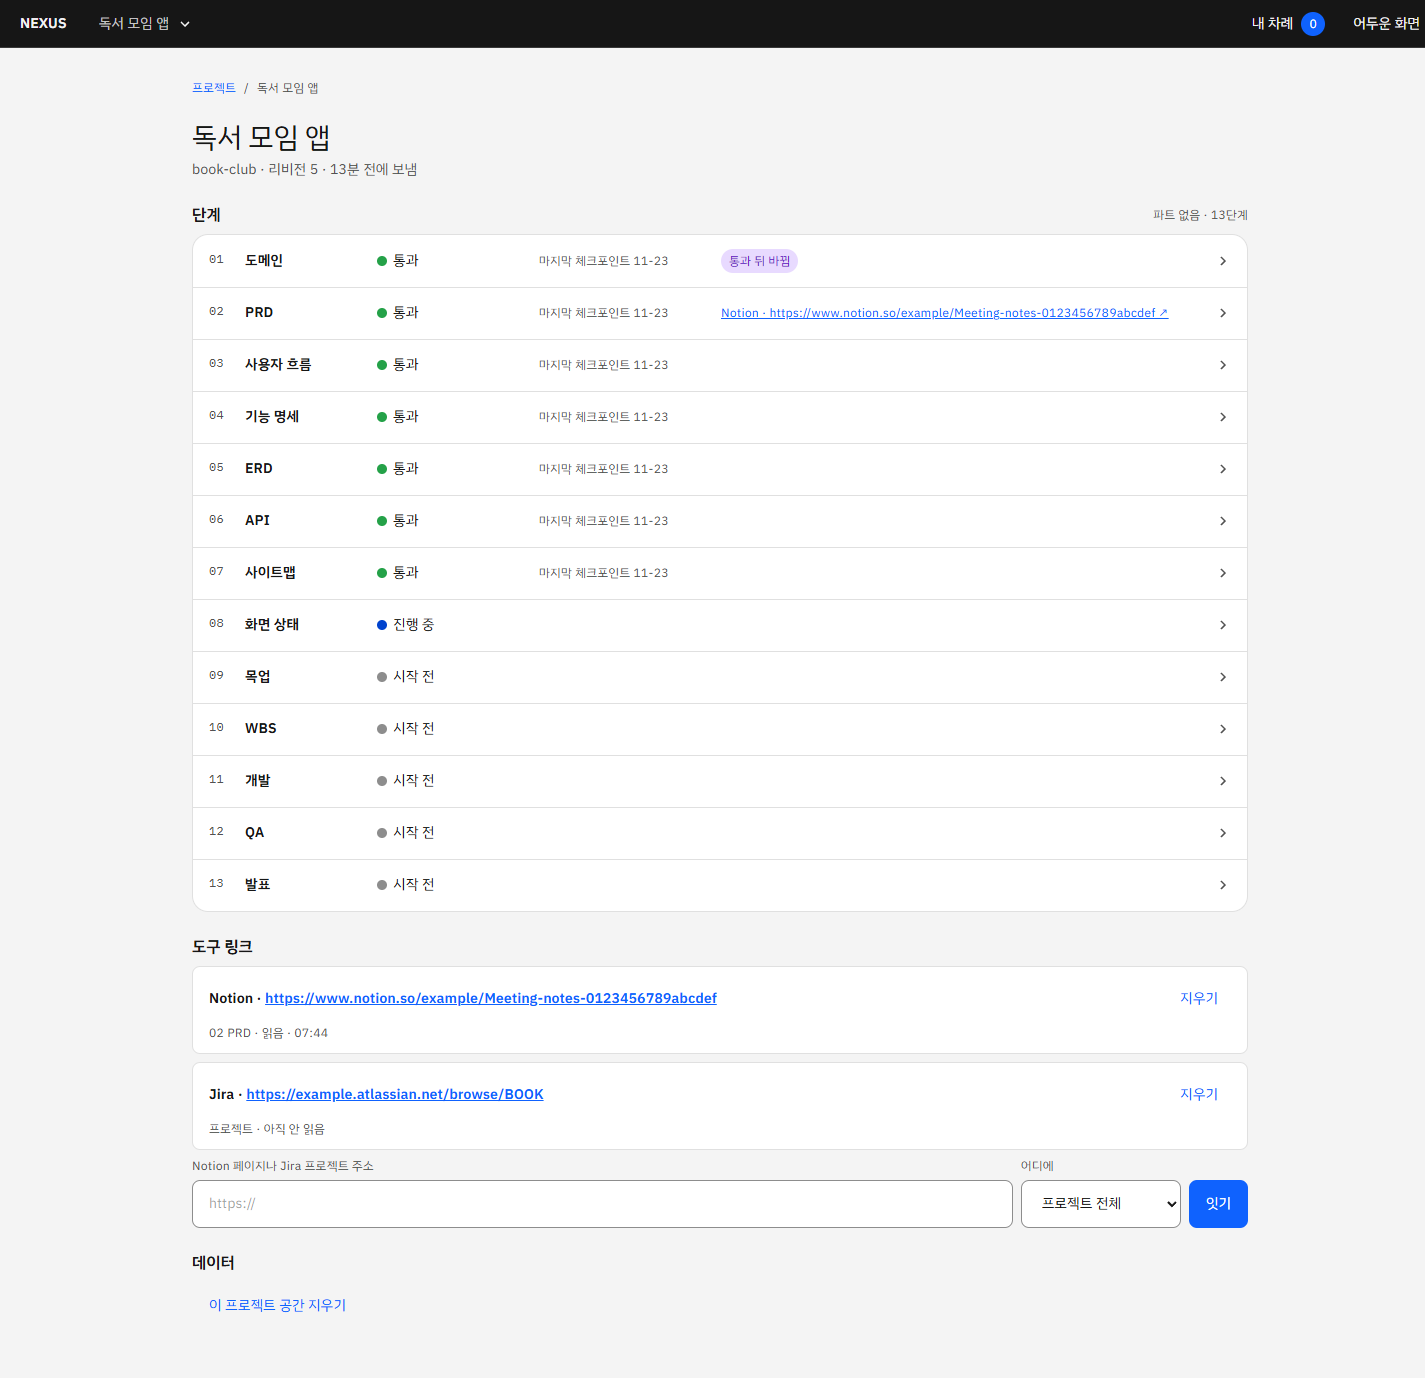 NEXUS 독서 모임 앱 내 차례 0 어두운 화면
프로젝트 / 독서 모임 앱
독서 모임 앱
book-club · 리비전 5 · 13분 전에 보냄
단계 파트 없음 · 13단계
01 도메인 통과 마지막 체크포인트 11-23 통과 뒤 바뀜
02 PRD 통과 마지막 체크포인트 11-23 Notion · https://www.notion.so/example/Meeting-notes-0123456789abcdef ↗
03 사용자 흐름 통과 마지막 체크포인트 11-23
04 기능 명세 통과 마지막 체크포인트 11-23
05 ERD 통과 마지막 체크포인트 11-23
06 API 통과 마지막 체크포인트 11-23
07 사이트맵 통과 마지막 체크포인트 11-23
08 화면 상태 진행 중
09 목업 시작 전
10 WBS 시작 전
11 개발 시작 전
12 QA 시작 전
13 발표 시작 전
도구 링크
Notion · https://www.notion.so/example/Meeting-notes-0123456789abcdef 지우기
02 PRD · 읽음 · 07:44
Jira · https://example.atlassian.net/browse/BOOK 지우기
프로젝트 · 아직 안 읽음
Notion 페이지나 Jira 프로젝트 주소 어디에
https:// 프로젝트 전체 잇기
데이터
이 프로젝트 공간 지우기